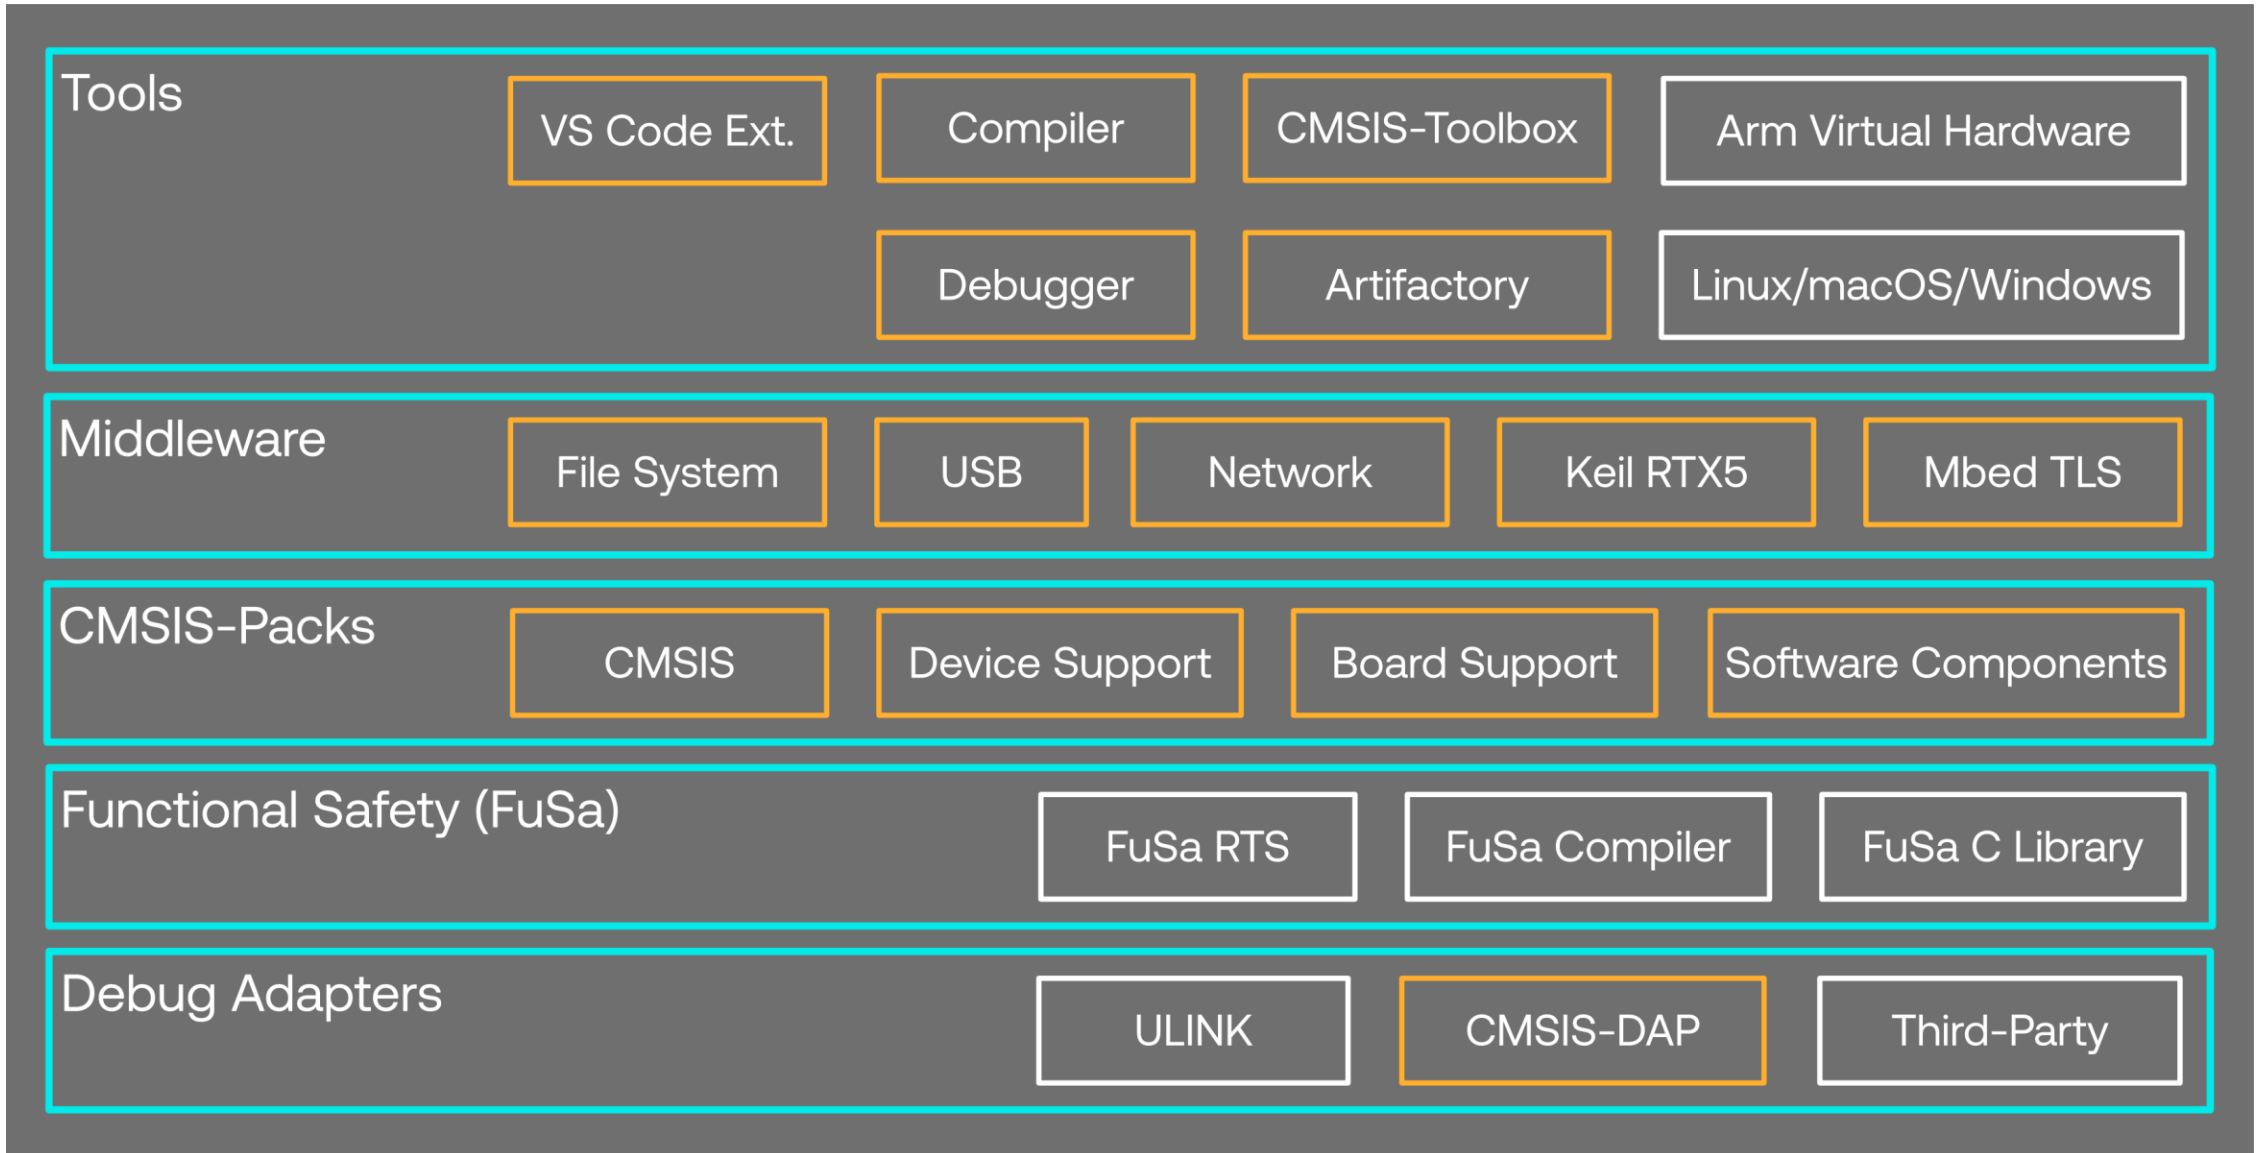 Tools
VS Code Ext.
Compiler
CMSIS-Toolbox
Arm Virtual Hardware
Debugger
Artifactory
Linux/macOS/Windows
Middleware
File System
USB
Network
Keil RTX5
Mbed TLS
CMSIS-Packs
CMSIS
Device Support
Board Support
Software Components
Functional Safety (FuSa)
FuSa RTS
FuSa Compiler
FuSa C Library
Debug Adapters
ULINK
CMSIS-DAP
Third-Party